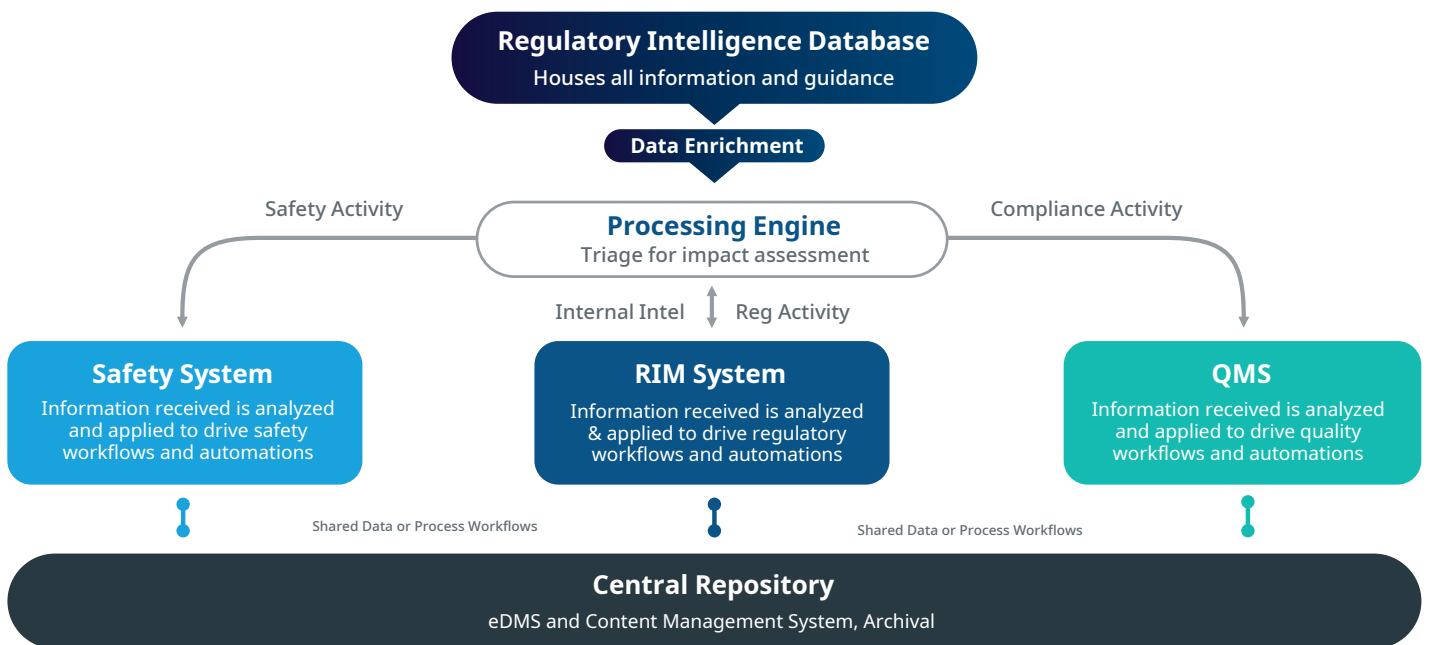 Regulatory Intelligence Database
Houses all information and guidance
Data Enrichment
Safety Activity
Processing Engine
Triage for impact assessment
Compliance Activity
Internal Intel
Reg Activity
Safety System
Information received is analyzed
and applied to drive safety
workflows and automations
RIM System
Information received is analyzed
& applied to drive regulatory
workflows and automations
QMS
Information received is analyzed
and applied to drive quality
workflows and automations
Shared Data or Process Workflows
Shared Data or Process Workflows
Central Repository
eDMS and Content Management System, Archival